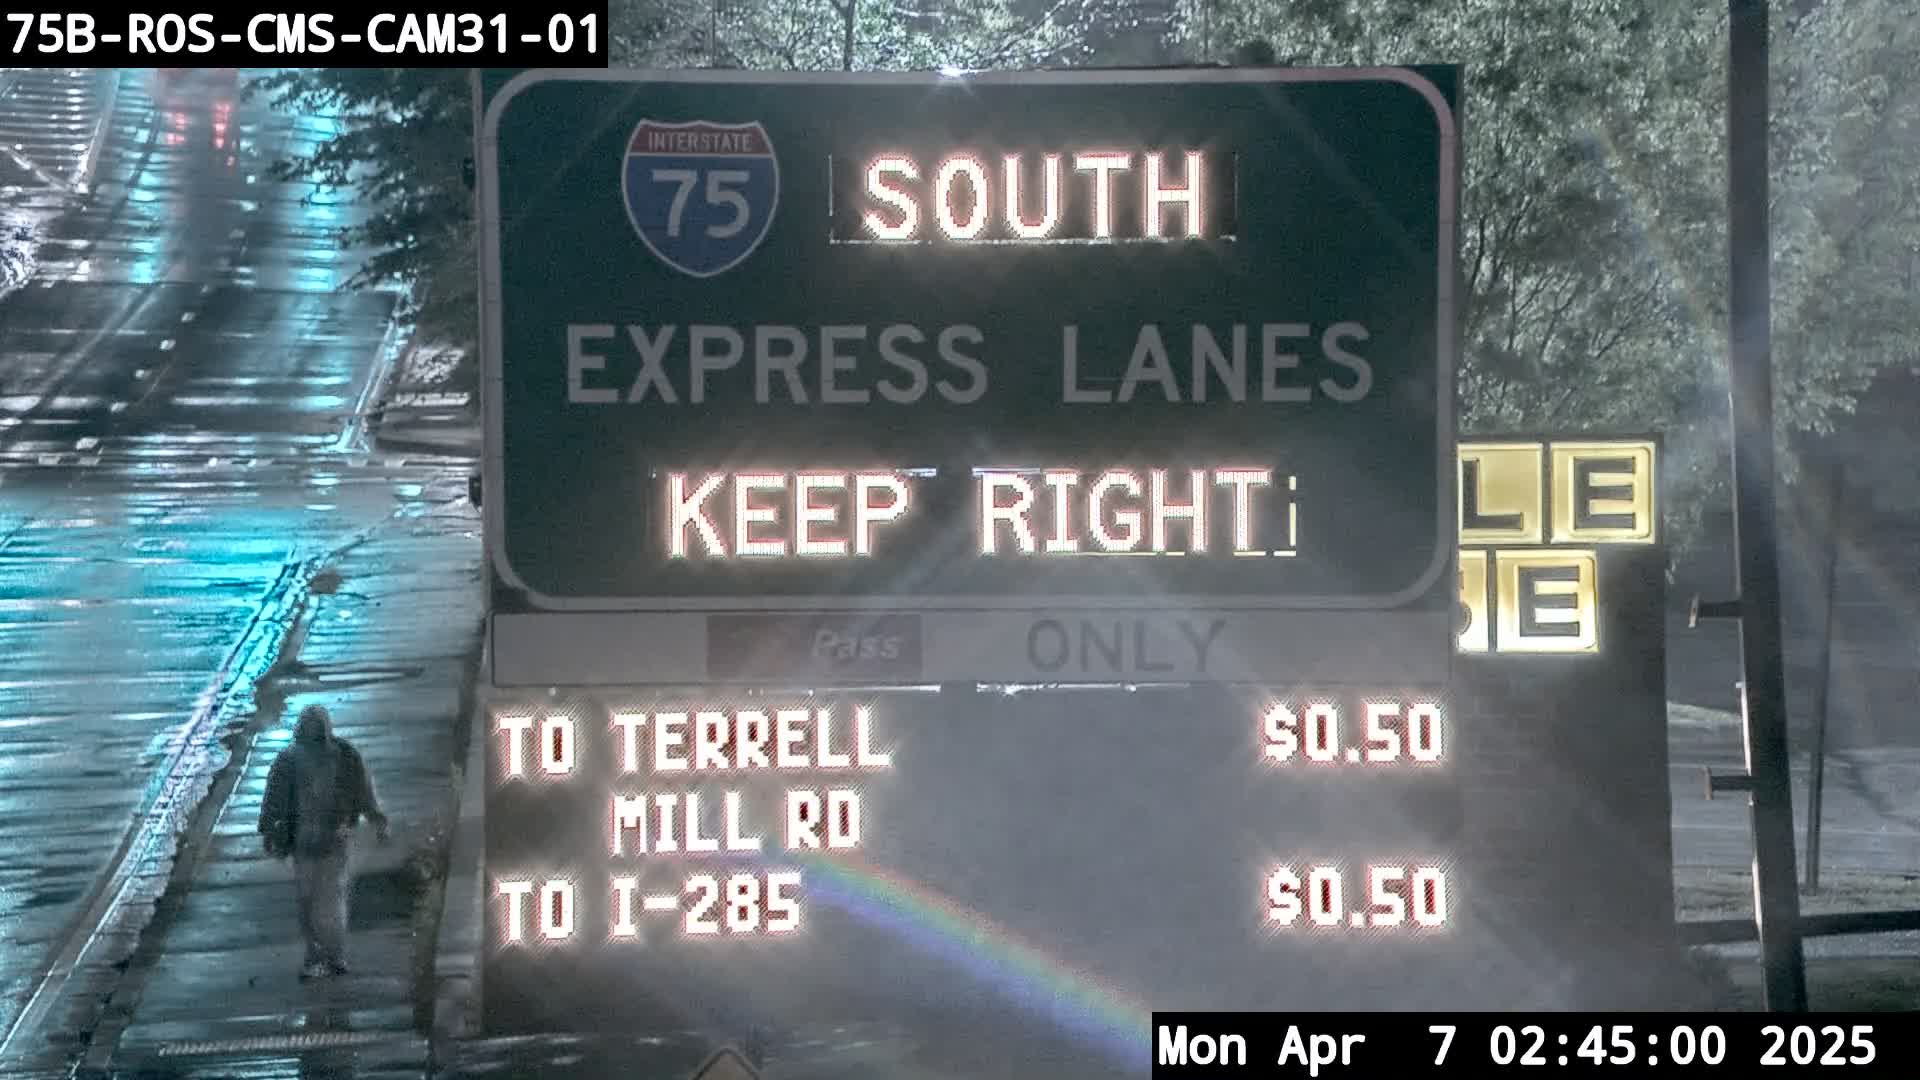 75B-ROS-CMS-CAM31-01
INTERSTATE
75
SOUTH
EXPRESS LANES
KEEP RIGHT
Pass ONLY
TO TERRELL $0.50
MILL RD
TO I-285 $0.50
LE
E
Mon Apr 7 02:45:00 2025